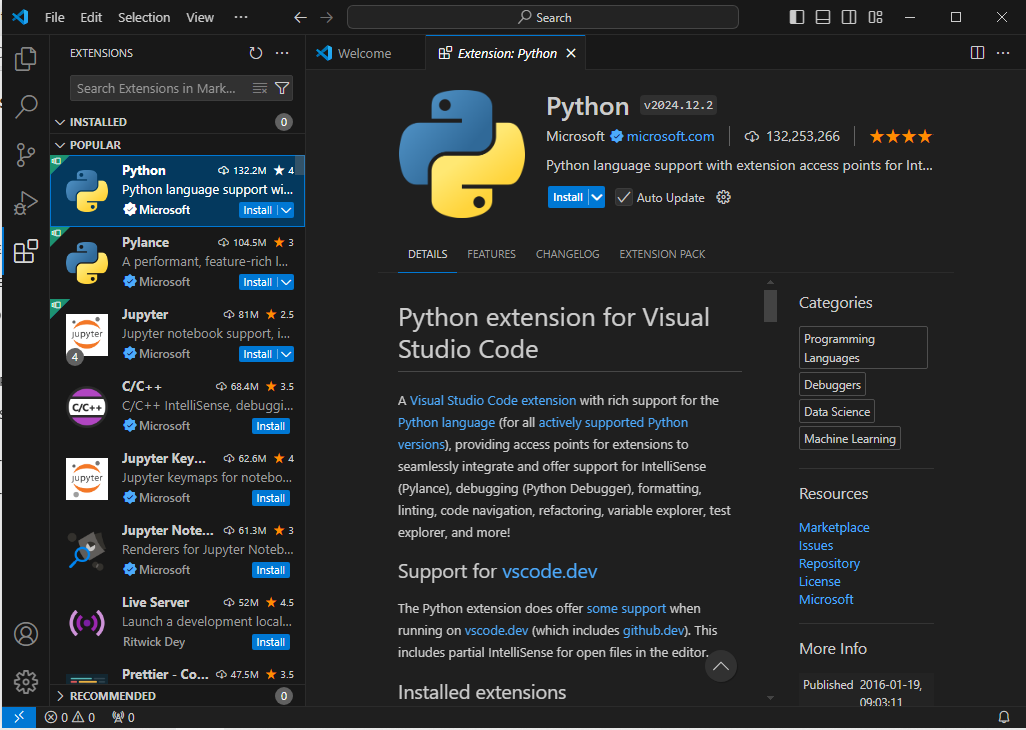 File Edit Selection View ··· Search
EXTENSIONS
Search Extensions in Mark...
INSTALLED 0
POPULAR
Python 132.2M 4
Python language support wi...
Microsoft Install
Pylance 104.5M 3
A performant, feature-rich l...
Microsoft Install
Jupyter 81M 2.5
jupyter
Jupyter notebook support, i...
4
Microsoft Install
C/C++ 68.4M 3.5
C/C++
C/C++ IntelliSense, debuggi...
Microsoft Install
Jupyter Key... 62.6M 4
jupyter
Jupyter keymaps for notebo...
Microsoft Install
Jupyter Note... 61.3M 3
Renderers for Jupyter Noteb...
Microsoft Install
Live Server 52M 4.5
Launch a development local...
Ritwick Dey Install
Prettier - Co... 47.5M 3.5
RECOMMENDED 0
Welcome Extension: Python
Python v2024.12.2
Microsoft microsoft.com 132,253,266
Python language support with extension access points for Int...
Install Auto Update
DETAILS FEATURES CHANGELOG EXTENSION PACK
Python extension for Visual
Studio Code
A Visual Studio Code extension with rich support for the
Python language (for all actively supported Python
versions), providing access points for extensions to
seamlessly integrate and offer support for IntelliSense
(Pylance), debugging (Python Debugger), formatting,
linting, code navigation, refactoring, variable explorer, test
explorer, and more!
Support for vscode.dev
The Python extension does offer some support when
running on vscode.dev (which includes github.dev). This
includes partial IntelliSense for open files in the editor.
Installed extensions
Categories
Programming
Languages
Debuggers
Data Science
Machine Learning
Resources
Marketplace
Issues
Repository
License
Microsoft
More Info
Published 2016-01-19,
09:03:11
0 0 0